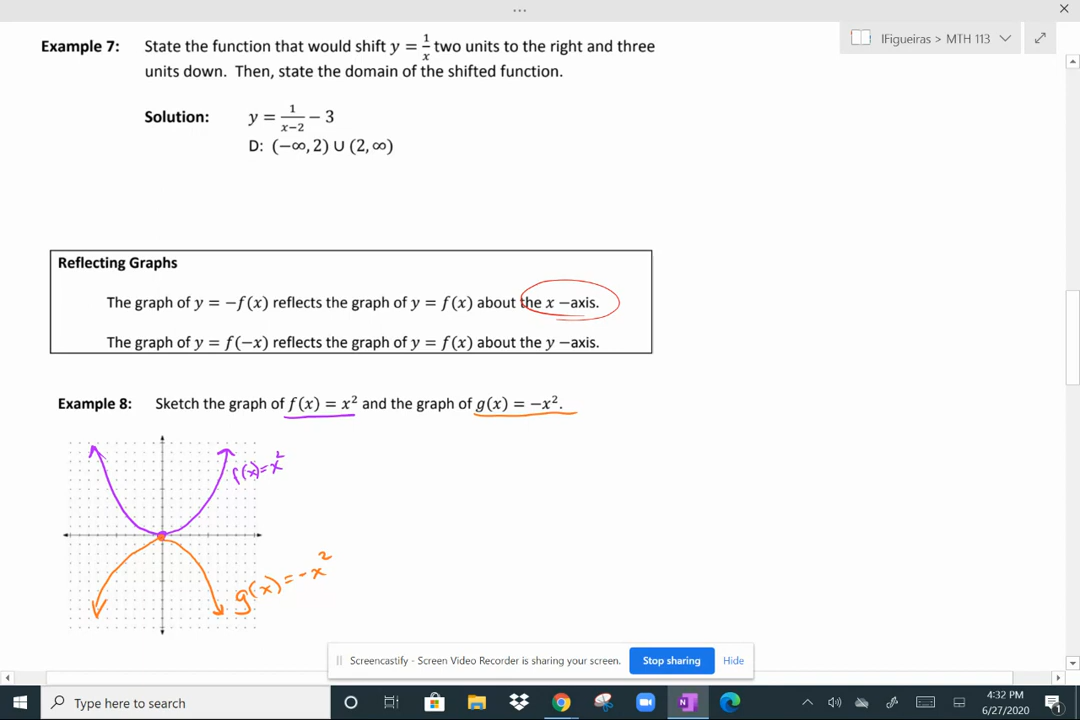 IFigueiras > MTH 113
Example 7: State the function that would shift y = 1/x two units to the right and three
units down. Then, state the domain of the shifted function.
Solution: y = 1/(x−2) − 3
D: (−∞, 2) ∪ (2, ∞)
Reflecting Graphs
The graph of y = −f(x) reflects the graph of y = f(x) about the x −axis.
The graph of y = f(−x) reflects the graph of y = f(x) about the y −axis.
Example 8: Sketch the graph of f(x) = x² and the graph of g(x) = −x².
f(x)=x²
g(x)=-x²
Screencastify - Screen Video Recorder is sharing your screen. Stop sharing Hide
Type here to search
4:32 PM
6/27/2020
1